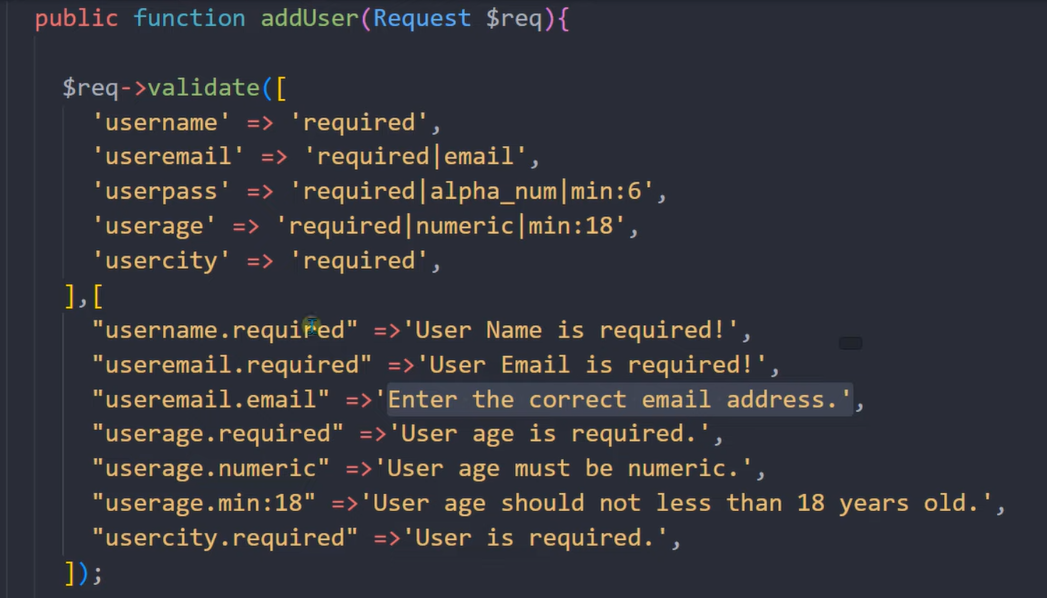 public function addUser(Request $req){
$req->validate([
'username' => 'required',
'useremail' => 'required|email',
'userpass' => 'required|alpha_num|min:6',
'userage' => 'required|numeric|min:18',
'usercity' => 'required',
],[
"username.required" =>'User Name is required!',
"useremail.required" =>'User Email is required!',
"useremail.email" =>'Enter the correct email address.',
"userage.required" =>'User age is required.',
"userage.numeric" =>'User age must be numeric.',
"userage.min:18" =>'User age should not less than 18 years old.',
"usercity.required" =>'User is required.',
]);